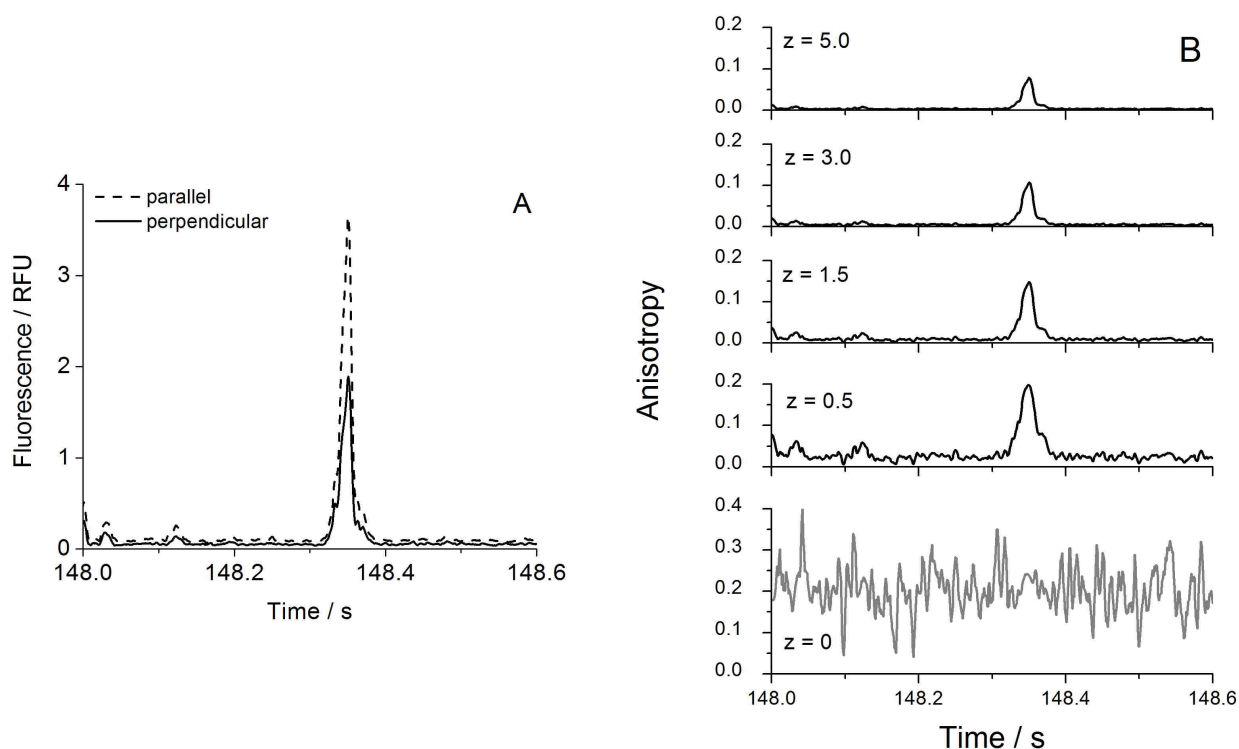 A
parallel
perpendicular
4
3
2
1
0
148.0 148.2 148.4 148.6
Fluorescence / RFU
Time / s
B
z = 5.0
0.2
0.1
0.0
z = 3.0
0.2
0.1
0.0
z = 1.5
0.2
0.1
0.0
z = 0.5
0.2
0.1
0.0
0.4
0.3
0.2
0.1
0.0
z = 0
148.0 148.2 148.4 148.6
Anisotropy
Time / s